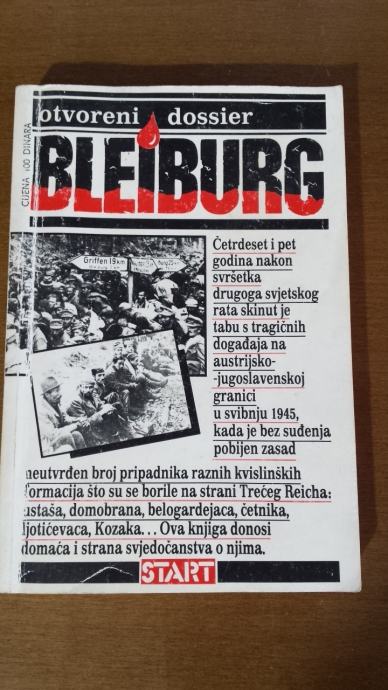 otvoreni dossier
CIJENA 100 DINARA
BLEIBURG
Griffen 19 km
Četrdeset i pet
godina nakon
svršetka
drugoga svjetskog
rata skinut je
tabu s tragičnih
događaja na
austrijsko-
-jugoslavenskoj
granici
u svibnju 1945,
kada je bez suđenja
pobijen zasad
neutvrđen broj pripadnika raznih kvislinških
formacija što su se borile na strani Trećeg Reicha:
ustaša, domobrana, belogardejaca, četnika,
ljotićevaca, Kozaka... Ova knjiga donosi
domaća i strana svjedočanstva o njima.
START